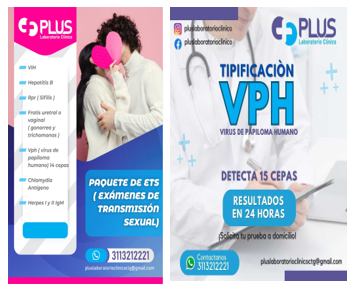 PLUS
Laboratorio Clínico
VIH
Hepatitis B
Rpr ( Sífilis )
Frotis uretral o
vaginal
( gonorrea y
trichomonas )
Vph ( virus de
papiloma
humano) 14 cepas
Chlamydia
Antígeno
Herpes I y II IgM
PAQUETE DE ETS
( EXÁMENES DE
TRANSMISIÓN
SEXUAL)
3113212221
pluslaboratorioclinicoctg@gmail.com
pluslaboratorioclinico
pluslaboratorioclinico
PLUS
Laboratorio Clínico
TIPIFICACIÒN
VPH
VIRUS DE PAPILOMA HUMANO
DETECTA 15 CEPAS
RESULTADOS
EN 24 HORAS
¡Solicita tu prueba a domicilio!
Contactanos
3113212221
pluslaboratorioclinicoctg@gmail.com